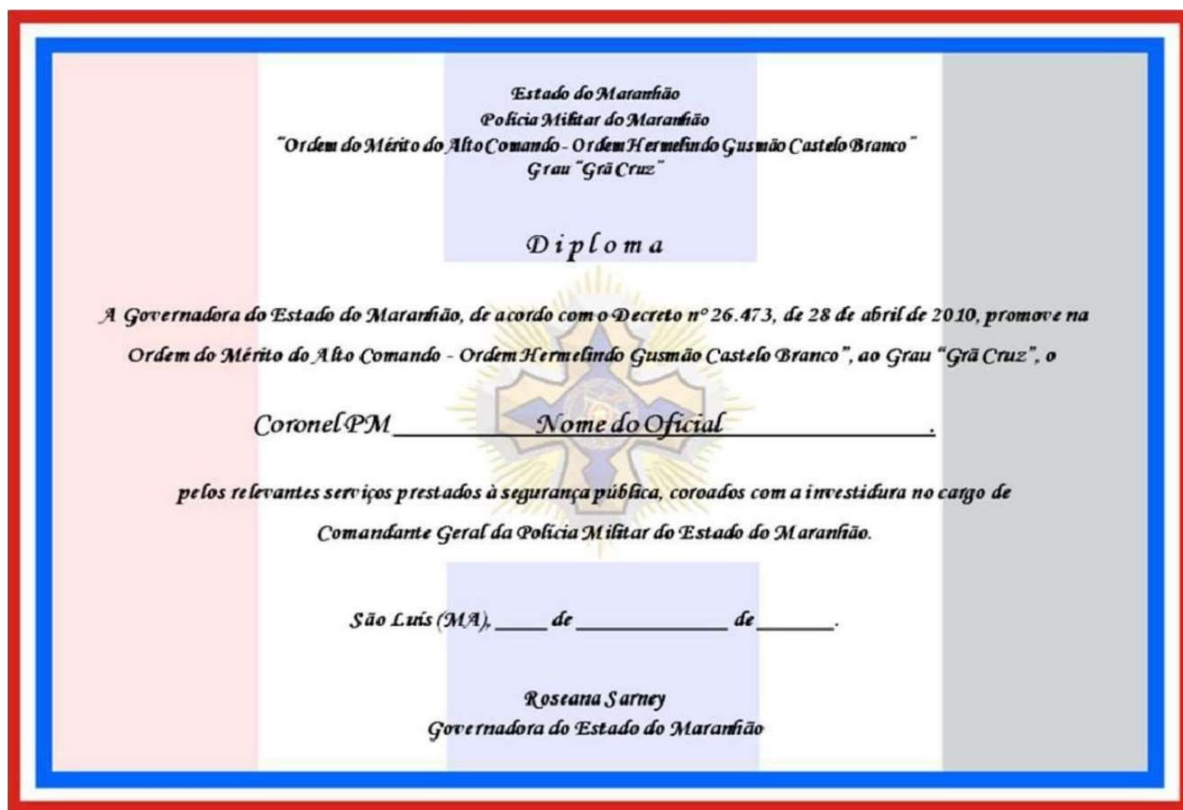 Estado do Maranhão
Polícia Militar do Maranhão
"Ordem do Mérito do Alto Comando - Ordem Hermelindo Gusmão Castelo Branco"
Grau "Grã Cruz"
Diploma
A Governadora do Estado do Maranhão, de acordo com o Decreto nº 26.473, de 28 de abril de 2010, promove na
Ordem do Mérito do Alto Comando - Ordem Hermelindo Gusmão Castelo Branco", ao Grau "Grã Cruz", o
Coronel PM ____________Nome do Oficial__________________.
pelos relevantes serviços prestados à segurança pública, coroados com a investidura no cargo de
Comandante Geral da Polícia Militar do Estado do Maranhão.
São Luís (MA), ____ de ____________ de ______.
Roseana Sarney
Governadora do Estado do Maranhão